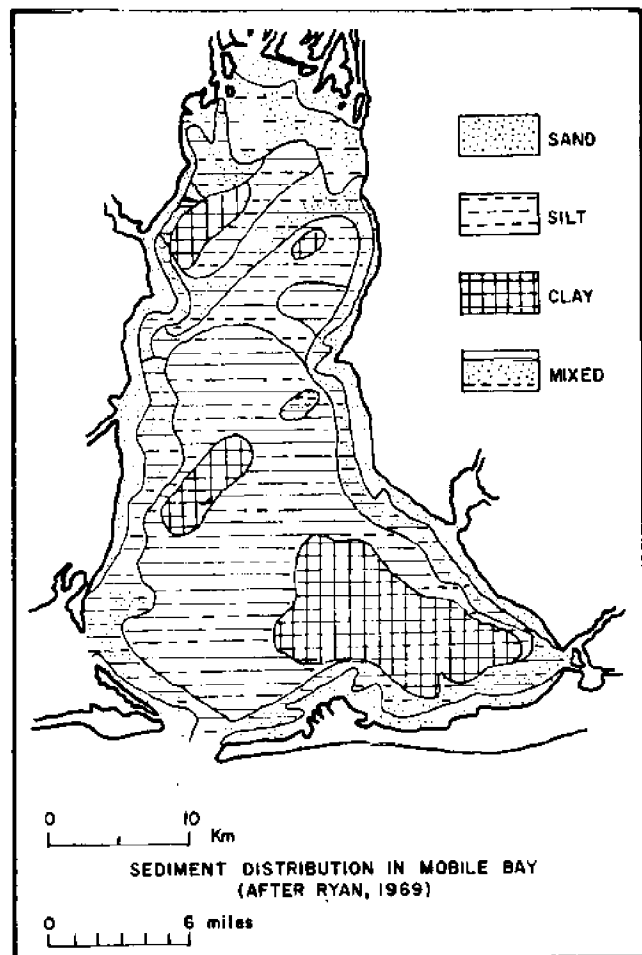 SAND
SILT
CLAY
MIXED
0 10
Km
SEDIMENT DISTRIBUTION IN MOBILE BAY
(AFTER RYAN, 1969)
0 6 miles